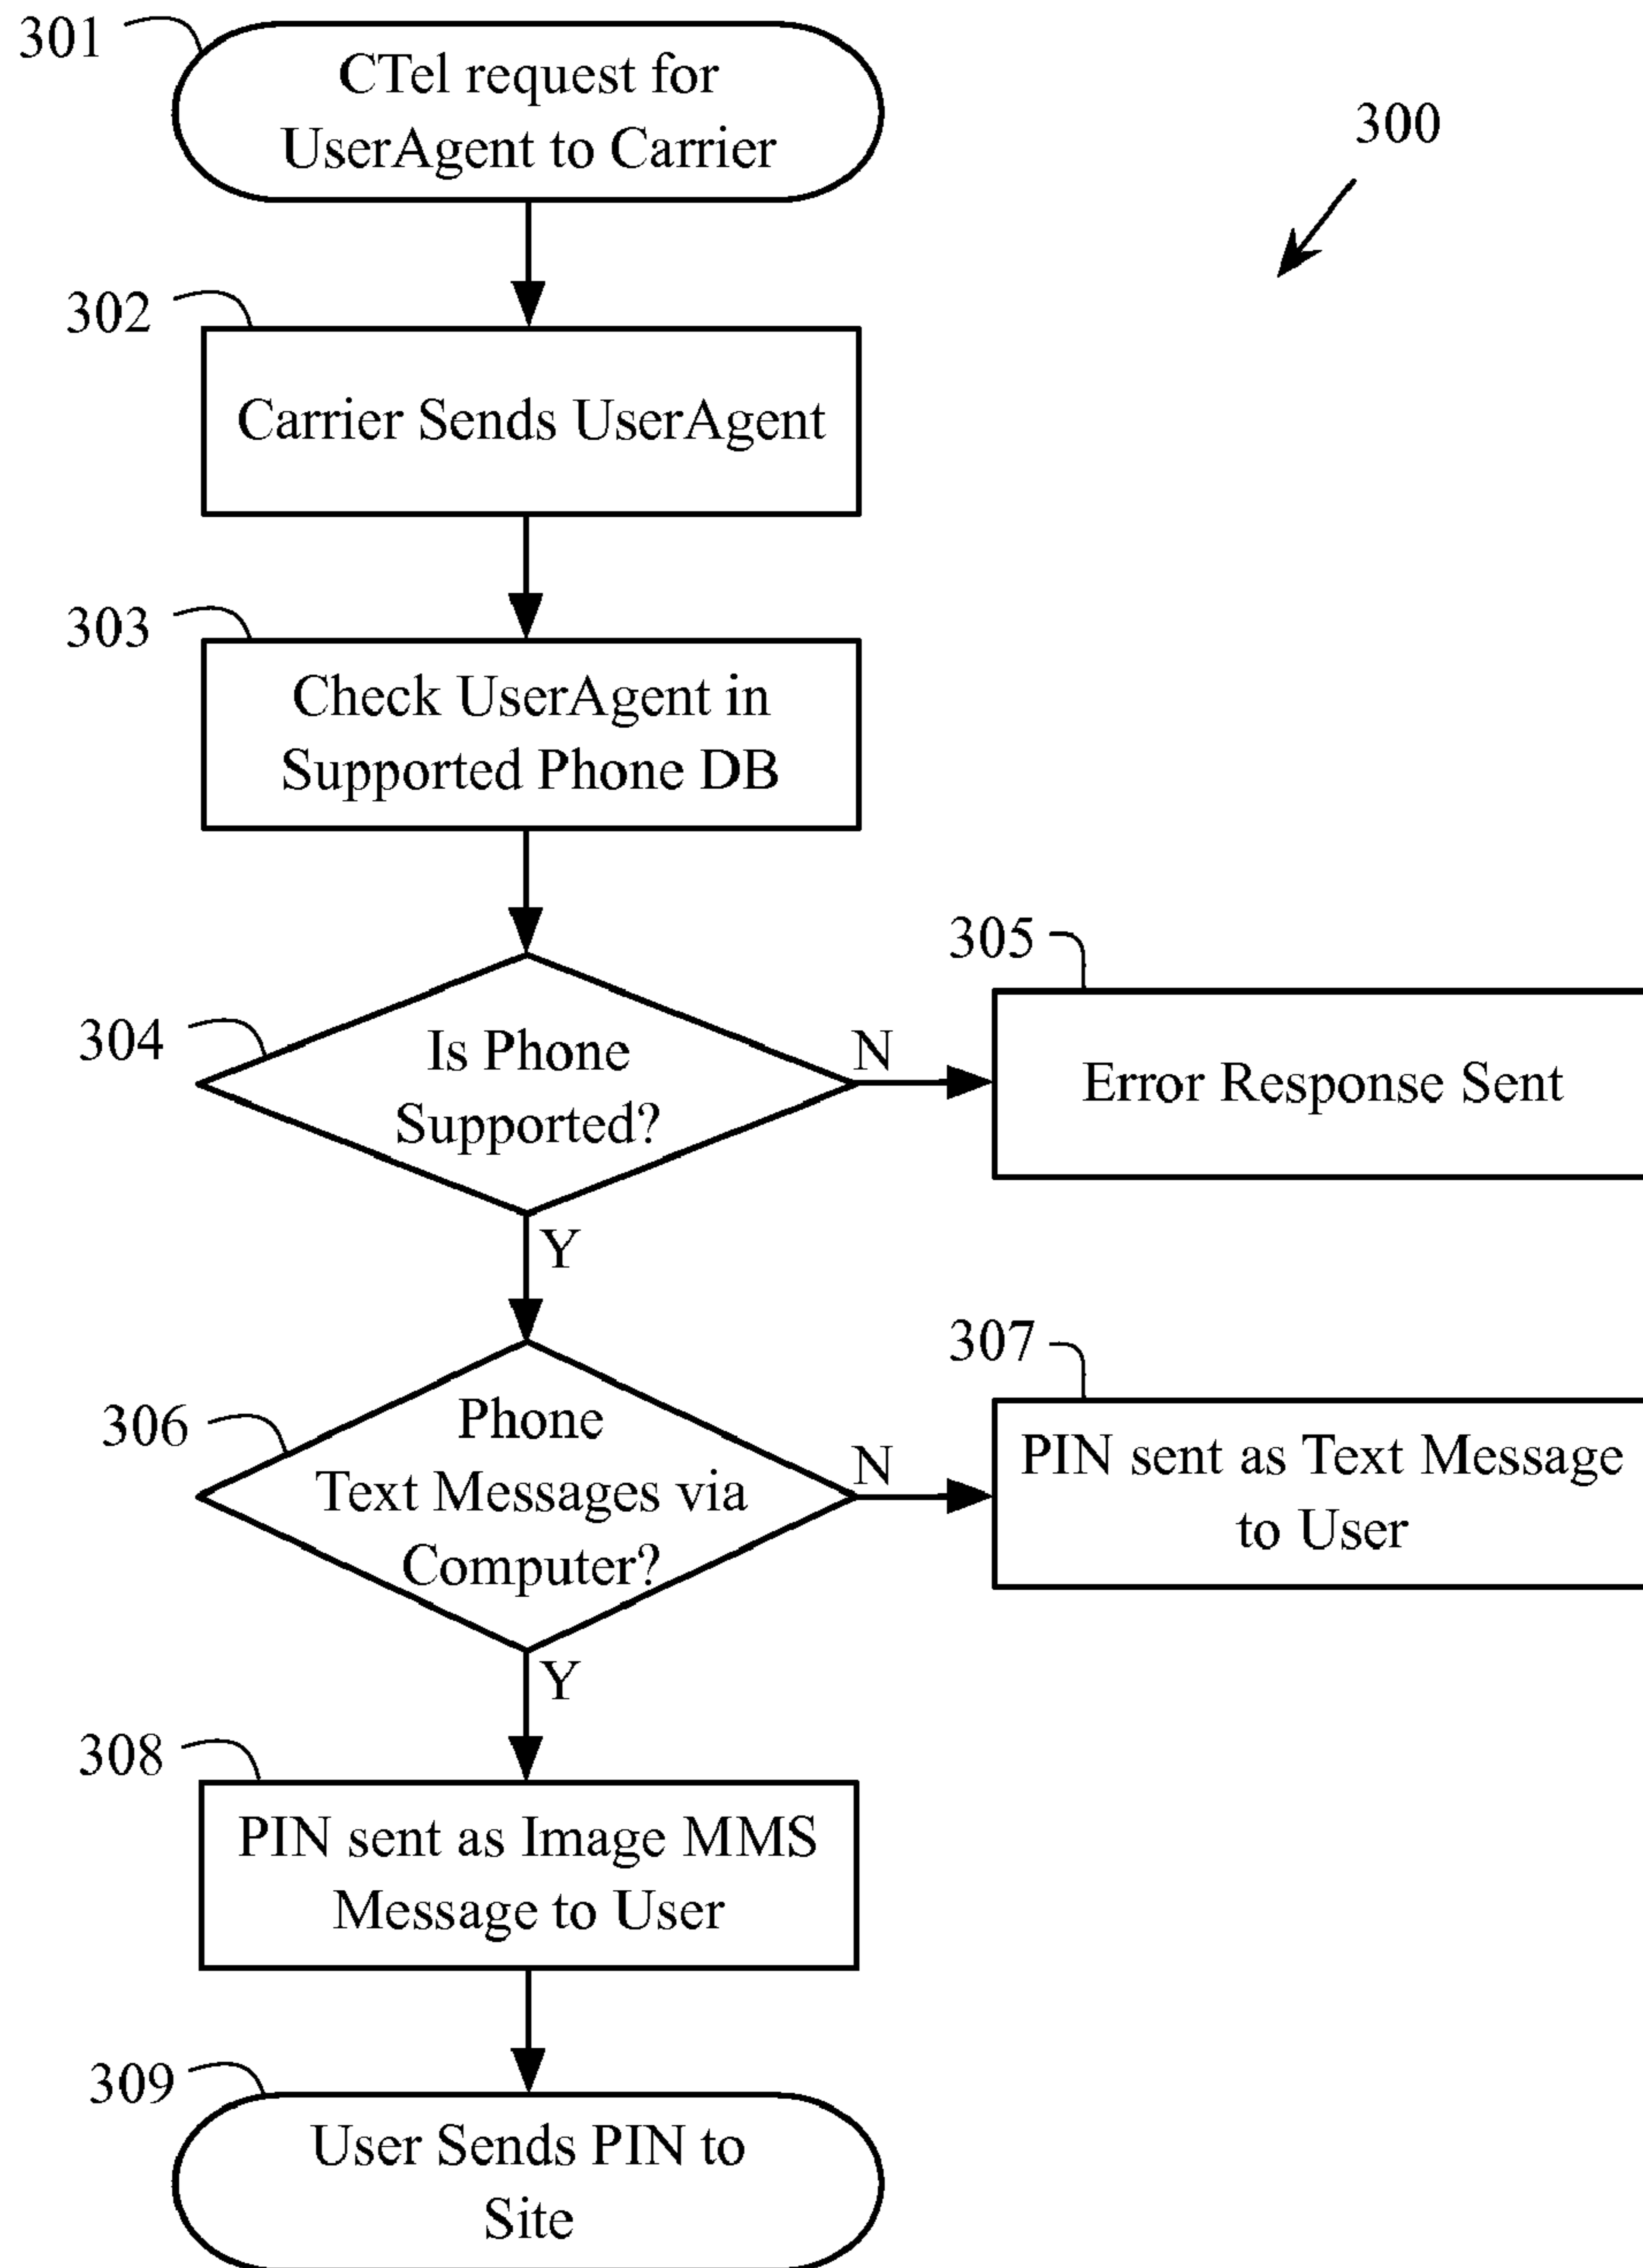 301
CTel request for
UserAgent to Carrier
300
302
Carrier Sends UserAgent
303
Check UserAgent in
Supported Phone DB
304
Is Phone
Supported?
N
305
Error Response Sent
Y
306
Phone
Text Messages via
Computer?
N
307
PIN sent as Text Message
to User
Y
308
PIN sent as Image MMS
Message to User
309
User Sends PIN to
Site